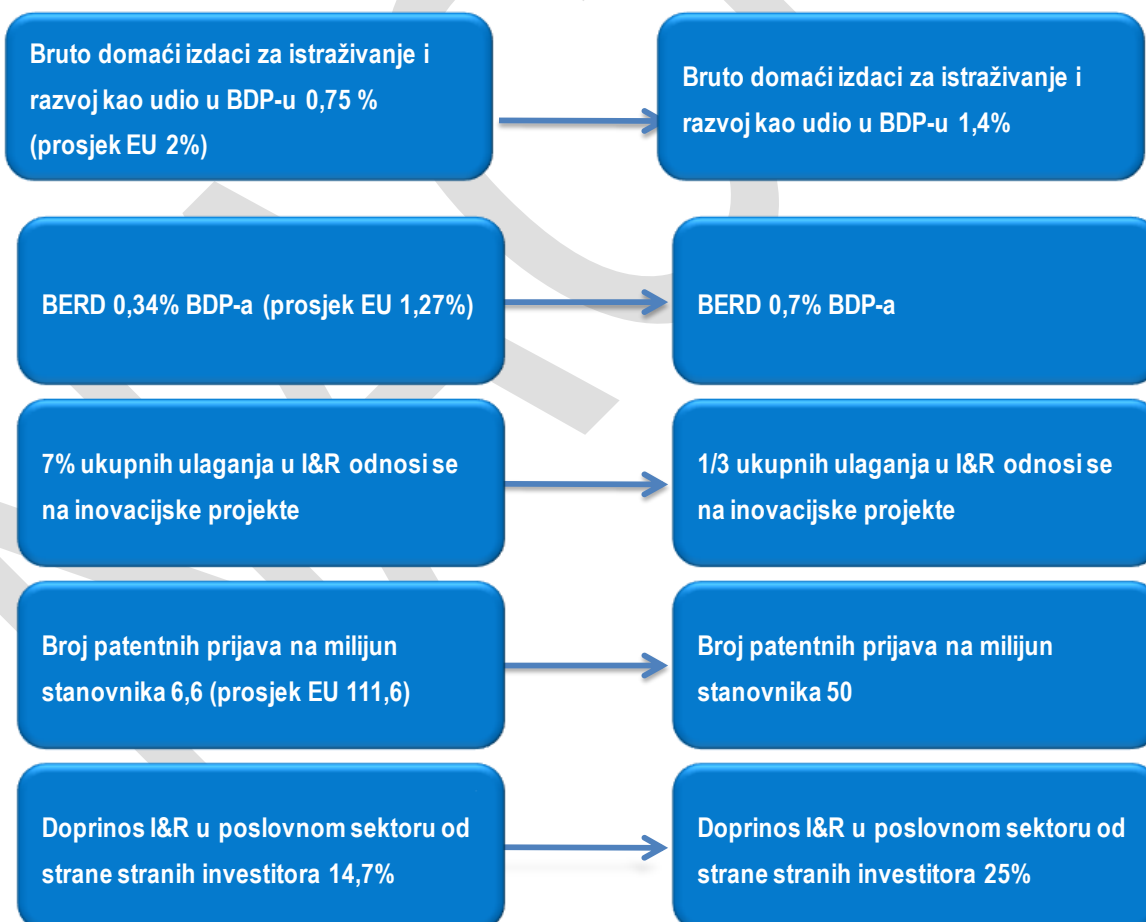 Bruto domaći izdaci za istraživanje i
razvoj kao udio u BDP-u 0,75 %
(prosjek EU 2%)
Bruto domaći izdaci za istraživanje i
razvoj kao udio u BDP-u 1,4%
BERD 0,34% BDP-a (prosjek EU 1,27%)
BERD 0,7% BDP-a
7% ukupnih ulaganja u I&R odnosi se
na inovacijske projekte
1/3 ukupnih ulaganja u I&R odnosi se
na inovacijske projekte
Broj patentnih prijava na milijun
stanovnika 6,6 (prosjek EU 111,6)
Broj patentnih prijava na milijun
stanovnika 50
Doprinos I&R u poslovnom sektoru od
strane stranih investitora 14,7%
Doprinos I&R u poslovnom sektoru od
strane stranih investitora 25%